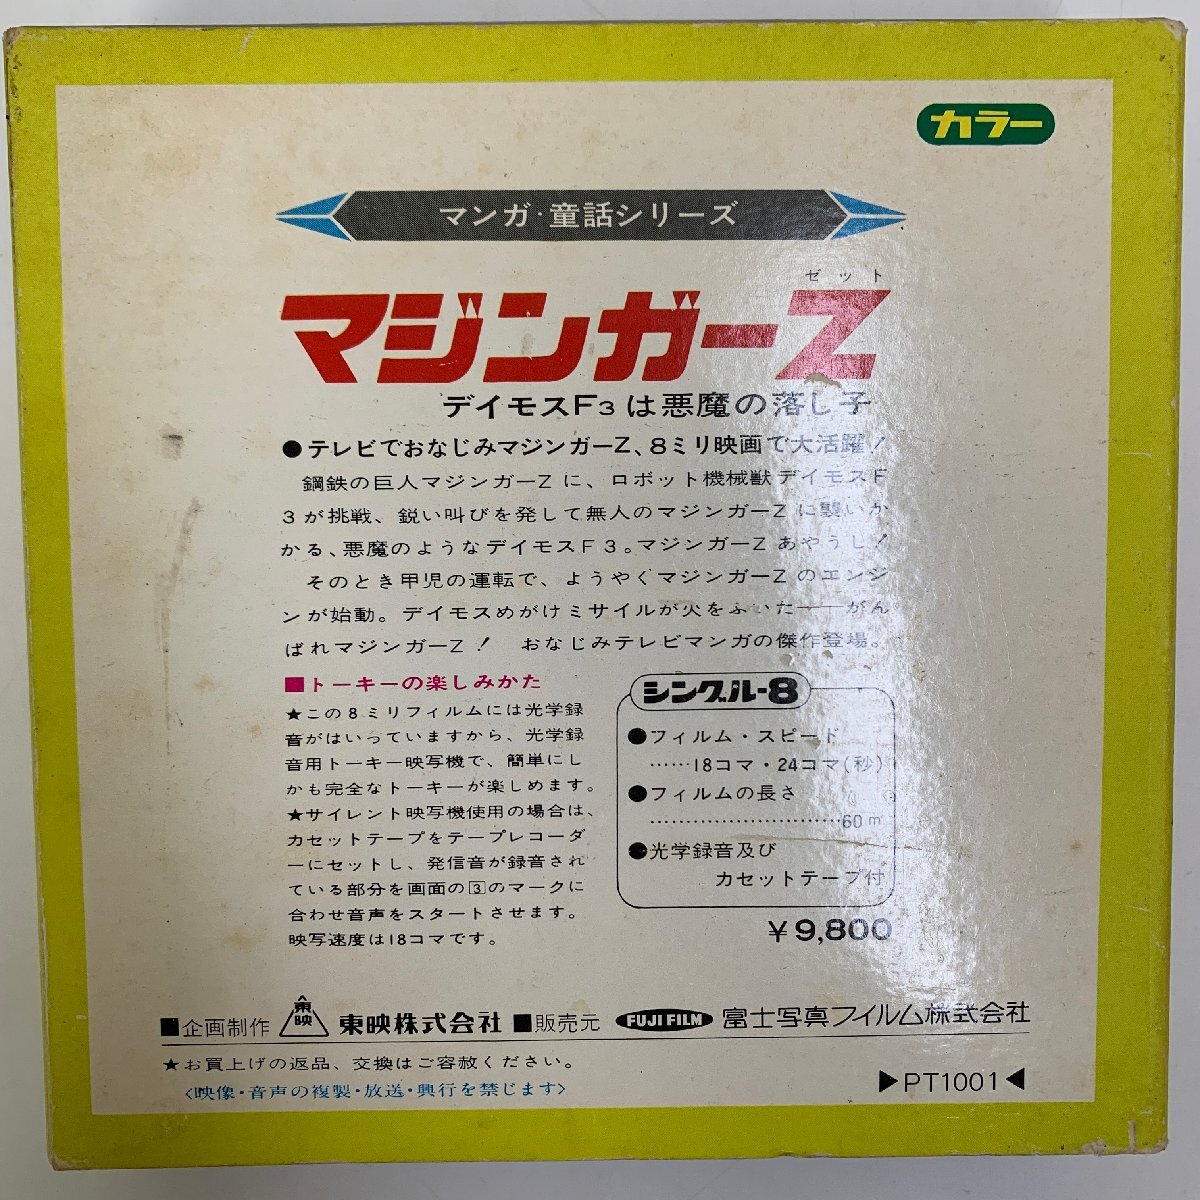 カラー
マンガ・童話シリーズ
ゼット
マジンガーZ
デイモスF3は悪魔の落し子
●テレビでおなじみマジンガーZ、8ミリ映画で大活躍!
鋼鉄の巨人マジンガーZに、ロボット機械獣デイモスF
3が挑戦、鋭い叫びを発して無人のマジンガーZに襲いか
かる、悪魔のようなデイモスF3。マジンガーZあやうし!
そのとき甲児の運転で、ようやくマジンガーZのエンジ
ンが始動。デイモスめがけミサイルが火をふいた——がん
ばれマジンガーZ! おなじみテレビマンガの傑作登場。
■トーキーの楽しみかた
★この8ミリフィルムには光学録
音がはいっていますから、光学録
音用トーキー映写機で、簡単にし
かも完全なトーキーが楽しめます。
★サイレント映写機使用の場合は、
カセットテープをテープレコーダ
ーにセットし、発信音が録音され
ている部分を画面の3のマークに
合わせ音声をスタートさせます。
映写速度は18コマです。
シングル-8
●フィルム・スピード
……18コマ・24コマ(秒)
●フィルムの長さ
………………………60m
●光学録音及び
カセットテープ付
¥9,800
■企画制作 東映 東映株式会社 ■販売元 FUJI FILM 富士写真フイルム株式会社
★お買上げの返品、交換はご容赦ください。
<映像・音声の複製・放送・興行を禁じます>
▶PT1001◀